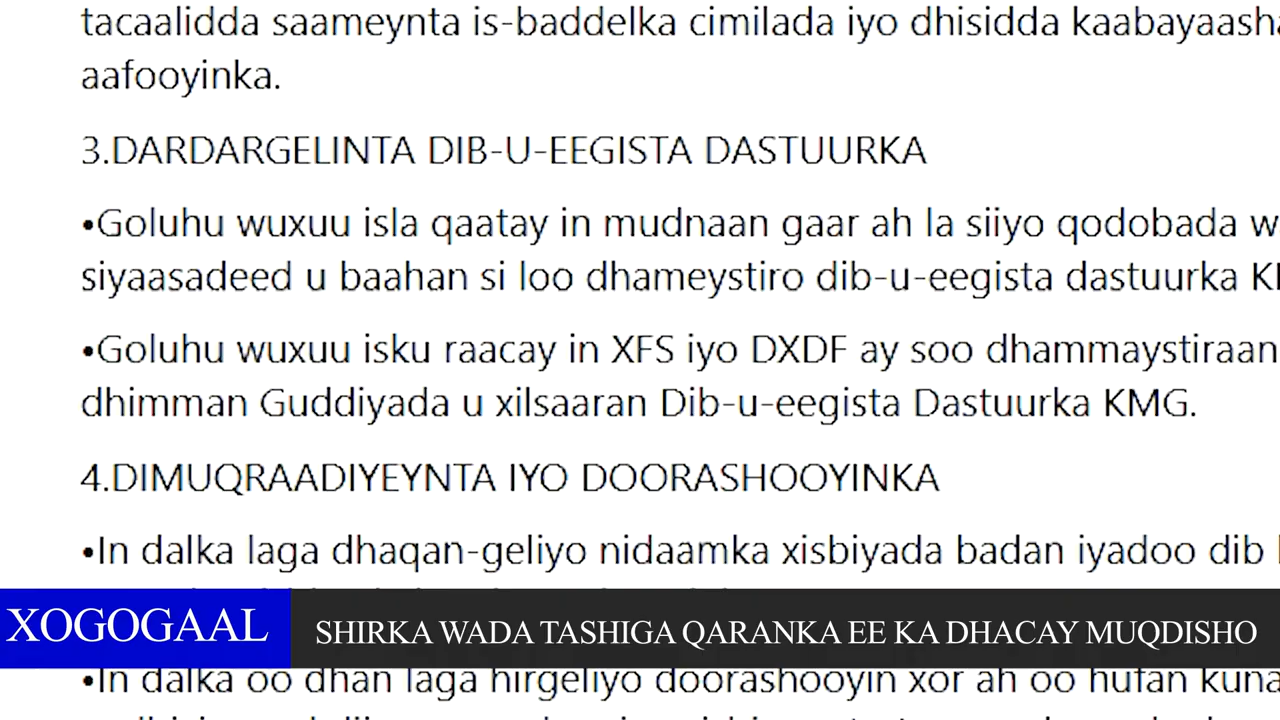 tacaalidda saameynta is-baddelka cimilada iyo dhisidda
aafooyinka.
3.DARDARGELINTA DIB-U-EEGISTA DASTUURKA
•Goluhu wuxuu isla qaatay in mudnaan gaar ah la siiyo qodobada
siyaasadeed u baahan si loo dhameystiro dib-u-eegista dastuurka
•Goluhu wuxuu isku raacay in XFS iyo DXDF ay soo dhammaystiraan
dhimman Guddiyada u xilsaaran Dib-u-eegista Dastuurka KMG.
4.DIMUQRAADIYEYNTA IYO DOORASHOOYINKA
•In dalka laga dhaqan-geliyo nidaamka xisbiyada badan iyadoo dib
XOGOGAAL
SHIRKA WADA TASHIGA QARANKA EE KA DHACAY MUQDISHO
•In dalka oo dhan laga hirgeliyo doorashooyin xor ah oo hufan